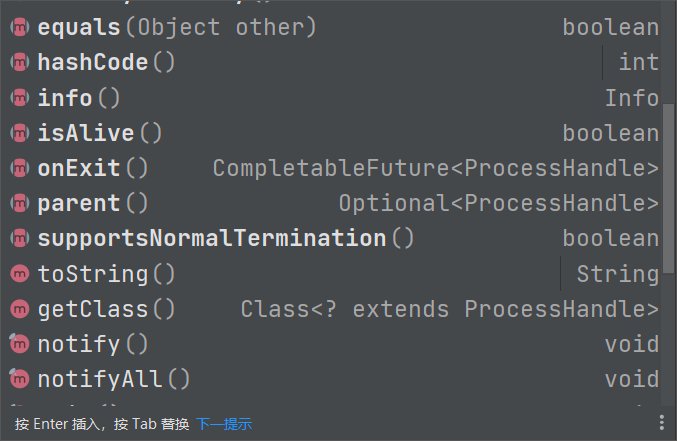 equals(Object other) boolean
hashCode() int
info() Info
isAlive() boolean
onExit() CompletableFuture<ProcessHandle>
parent() Optional<ProcessHandle>
supportsNormalTermination() boolean
toString() String
getClass() Class<? extends ProcessHandle>
notify() void
notifyAll() void
按 Enter 插入，按 Tab 替换 下一提示